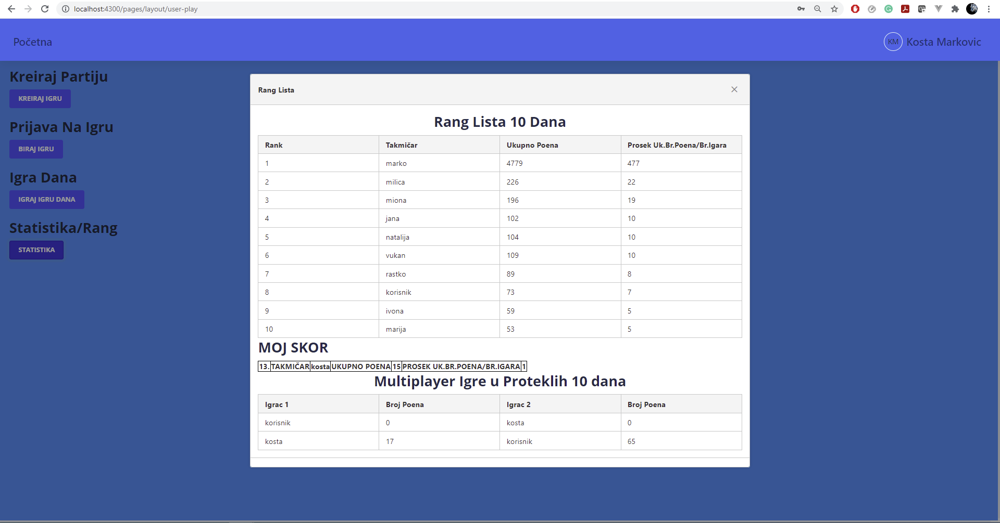 localhost:4300/pages/layout/user-play
Početna
KM Kosta Markovic
Kreiraj Partiju
KREIRAJ IGRU
Prijava Na Igru
BIRAJ IGRU
Igra Dana
IGRAJ IGRU DANA
Statistika/Rang
STATISTIKA
Rang Lista
Rang Lista 10 Dana
Rank Takmičar Ukupno Poena Prosek Uk.Br.Poena/Br.Igara
1 marko 4779 477
2 milica 226 22
3 miona 196 19
4 jana 102 10
5 natalija 104 10
6 vukan 109 10
7 rastko 89 8
8 korisnik 73 7
9 ivona 59 5
10 marija 53 5
MOJ SKOR
13. TAKMIČAR kosta UKUPNO POENA 15 PROSEK UK.BR.POENA/BR.IGARA 1
Multiplayer Igre u Proteklih 10 dana
Igrac 1 Broj Poena Igrac 2 Broj Poena
korisnik 0 kosta 0
kosta 17 korisnik 65